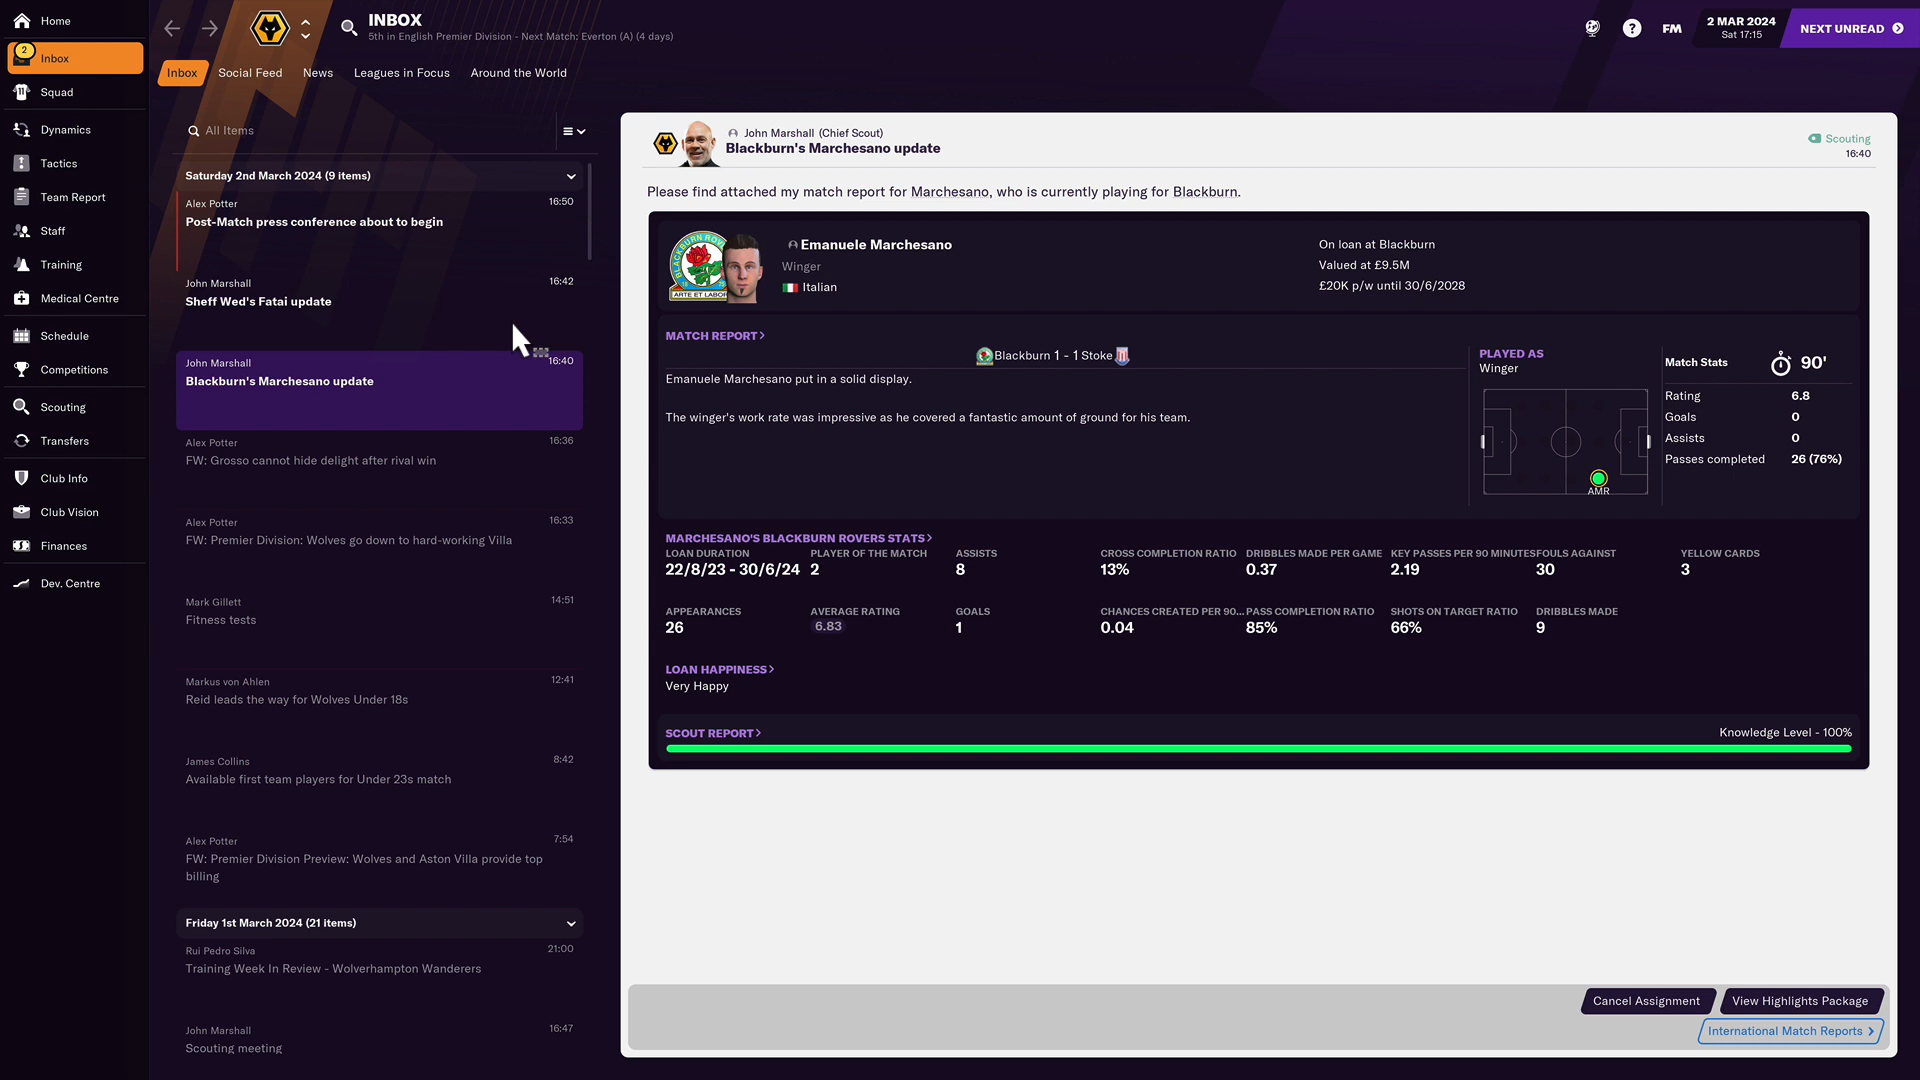 Home
2
Inbox
Squad
Dynamics
Tactics
Team Report
Staff
Training
Medical Centre
Schedule
Competitions
Scouting
Transfers
Club Info
Club Vision
Finances
Dev. Centre
INBOX
5th in English Premier Division - Next Match: Everton (A) (4 days)
FM
2 MAR 2024
Sat 17:15
NEXT UNREAD
Inbox Social Feed News Leagues in Focus Around the World
All Items
Saturday 2nd March 2024 (9 items)
Alex Potter 16:50
Post-Match press conference about to begin
John Marshall 16:42
Sheff Wed's Fatai update
John Marshall 16:40
Blackburn's Marchesano update
Alex Potter 16:36
FW: Grosso cannot hide delight after rival win
Alex Potter 16:33
FW: Premier Division: Wolves go down to hard-working Villa
Mark Gillett 14:51
Fitness tests
Markus von Ahlen 12:41
Reid leads the way for Wolves Under 18s
James Collins 8:42
Available first team players for Under 23s match
Alex Potter 7:54
FW: Premier Division Preview: Wolves and Aston Villa provide top
billing
Friday 1st March 2024 (21 items)
Rui Pedro Silva 21:00
Training Week In Review - Wolverhampton Wanderers
John Marshall 16:47
Scouting meeting
John Marshall (Chief Scout)
Blackburn's Marchesano update
Scouting
16:40
Please find attached my match report for Marchesano, who is currently playing for Blackburn.
Emanuele Marchesano
Winger
Italian
On loan at Blackburn
Valued at £9.5M
£20K p/w until 30/6/2028
MATCH REPORT
Blackburn 1 - 1 Stoke
Emanuele Marchesano put in a solid display.
The winger's work rate was impressive as he covered a fantastic amount of ground for his team.
PLAYED AS
Winger
AMR
Match Stats 90'
Rating 6.8
Goals 0
Assists 0
Passes completed 26 (76%)
MARCHESANO'S BLACKBURN ROVERS STATS
LOAN DURATION PLAYER OF THE MATCH ASSISTS CROSS COMPLETION RATIO DRIBBLES MADE PER GAME KEY PASSES PER 90 MINUTES FOULS AGAINST YELLOW CARDS
22/8/23 - 30/6/24 2 8 13% 0.37 2.19 30 3
APPEARANCES AVERAGE RATING GOALS CHANCES CREATED PER 90... PASS COMPLETION RATIO SHOTS ON TARGET RATIO DRIBBLES MADE
26 6.83 1 0.04 85% 66% 9
LOAN HAPPINESS
Very Happy
SCOUT REPORT
Knowledge Level - 100%
Cancel Assignment
View Highlights Package
International Match Reports